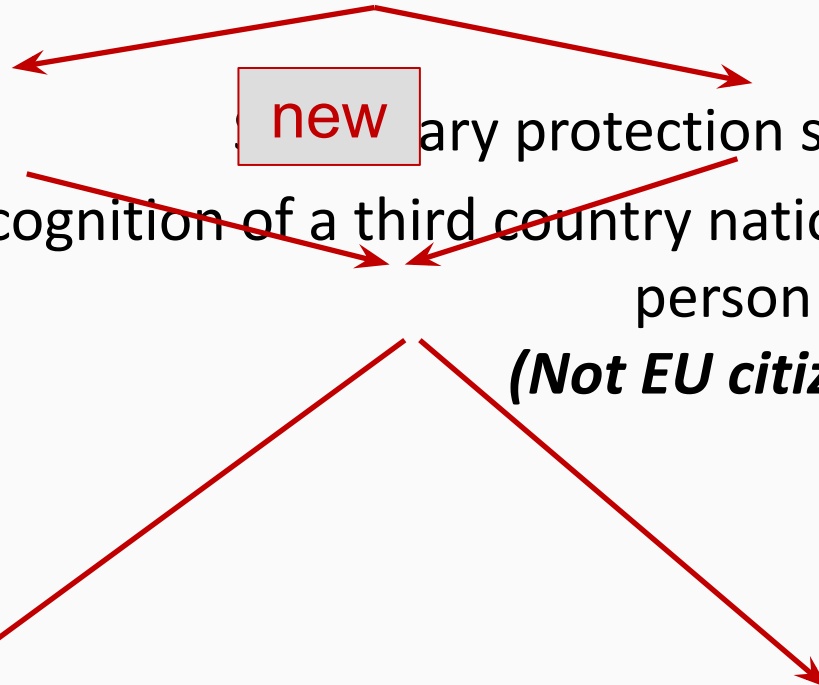 new
ary protection s
cognition of a third country natio
person
(Not EU citiz